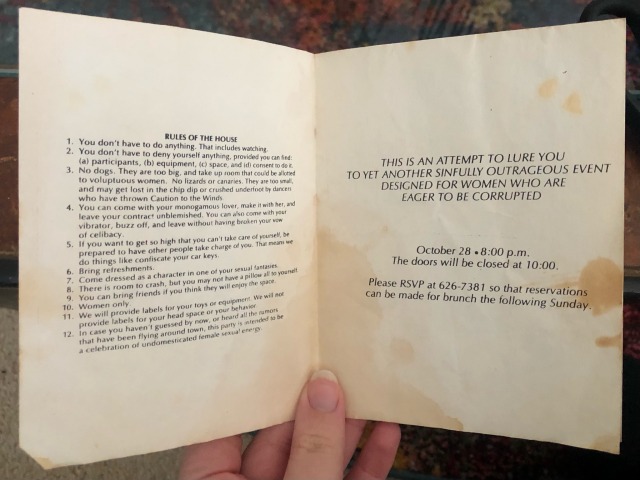 RULES OF THE HOUSE
1. You don't have to do anything. That includes watching.
2. You don't have to deny yourself anything, provided you can find:
(a) participants, (b) equipment, (c) space, and (d) consent to do it.
3. No dogs. They are too big, and take up room that could be allotted
to voluptuous women. No lizards or canaries. They are too small,
and may get lost in the chip dip or crushed underfoot by dancers
who have thrown Caution to the Winds.
4. You can come with your monogamous lover, make it with her, and
leave your contract unblemished. You can also come with your
vibrator, buzz off, and leave without having broken your vow
of celibacy.
5. If you want to get so high that you can't take care of yourself, be
prepared to have other people take charge of you. That means we
do things like confiscate your car keys.
6. Bring refreshments.
7. Come dressed as a character in one of your sexual fantasies.
8. There is room to crash, but you may not have a pillow all to yourself.
9. You can bring friends if you think they will enjoy the space.
10. Women only.
11. We will provide labels for your toys or equipment. We will not
provide labels for your head space or your behavior.
12. In case you haven't guessed by now, or heard all the rumors
that have been flying around town, this party is intended to be
a celebration of undomesticated female sexual energy.
THIS IS AN ATTEMPT TO LURE YOU
TO YET ANOTHER SINFULLY OUTRAGEOUS EVENT
DESIGNED FOR WOMEN WHO ARE
EAGER TO BE CORRUPTED
October 28 • 8:00 p.m.
The doors will be closed at 10:00.
Please RSVP at 626-7381 so that reservations
can be made for brunch the following Sunday.